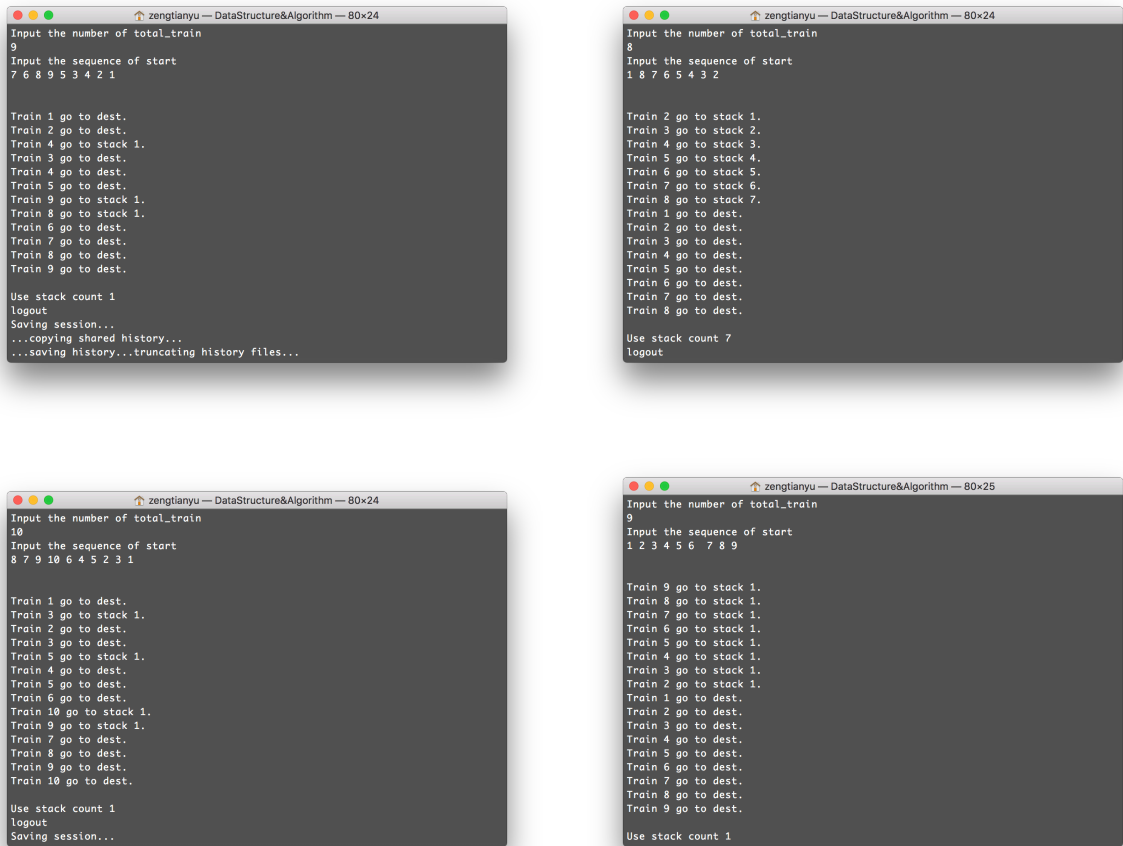 zengtianyu — DataStructure&Algorithm — 80×24
Input the number of total_train
9
Input the sequence of start
7 6 8 9 5 3 4 2 1
Train 1 go to dest.
Train 2 go to dest.
Train 4 go to stack 1.
Train 3 go to dest.
Train 4 go to dest.
Train 5 go to dest.
Train 9 go to stack 1.
Train 8 go to stack 1.
Train 6 go to dest.
Train 7 go to dest.
Train 8 go to dest.
Train 9 go to dest.
Use stack count 1
logout
Saving session...
...copying shared history...
...saving history...truncating history files...
zengtianyu — DataStructure&Algorithm — 80×24
Input the number of total_train
8
Input the sequence of start
1 8 7 6 5 4 3 2
Train 2 go to stack 1.
Train 3 go to stack 2.
Train 4 go to stack 3.
Train 5 go to stack 4.
Train 6 go to stack 5.
Train 7 go to stack 6.
Train 8 go to stack 7.
Train 1 go to dest.
Train 2 go to dest.
Train 3 go to dest.
Train 4 go to dest.
Train 5 go to dest.
Train 6 go to dest.
Train 7 go to dest.
Train 8 go to dest.
Use stack count 7
logout
zengtianyu — DataStructure&Algorithm — 80×24
Input the number of total_train
10
Input the sequence of start
8 7 9 10 6 4 5 2 3 1
Train 1 go to dest.
Train 3 go to stack 1.
Train 2 go to dest.
Train 3 go to dest.
Train 5 go to stack 1.
Train 4 go to dest.
Train 5 go to dest.
Train 6 go to dest.
Train 10 go to stack 1.
Train 9 go to stack 1.
Train 7 go to dest.
Train 8 go to dest.
Train 9 go to dest.
Train 10 go to dest.
Use stack count 1
logout
Saving session...
zengtianyu — DataStructure&Algorithm — 80×25
Input the number of total_train
9
Input the sequence of start
1 2 3 4 5 6  7 8 9
Train 9 go to stack 1.
Train 8 go to stack 1.
Train 7 go to stack 1.
Train 6 go to stack 1.
Train 5 go to stack 1.
Train 4 go to stack 1.
Train 3 go to stack 1.
Train 2 go to stack 1.
Train 1 go to dest.
Train 2 go to dest.
Train 3 go to dest.
Train 4 go to dest.
Train 5 go to dest.
Train 6 go to dest.
Train 7 go to dest.
Train 8 go to dest.
Train 9 go to dest.
Use stack count 1